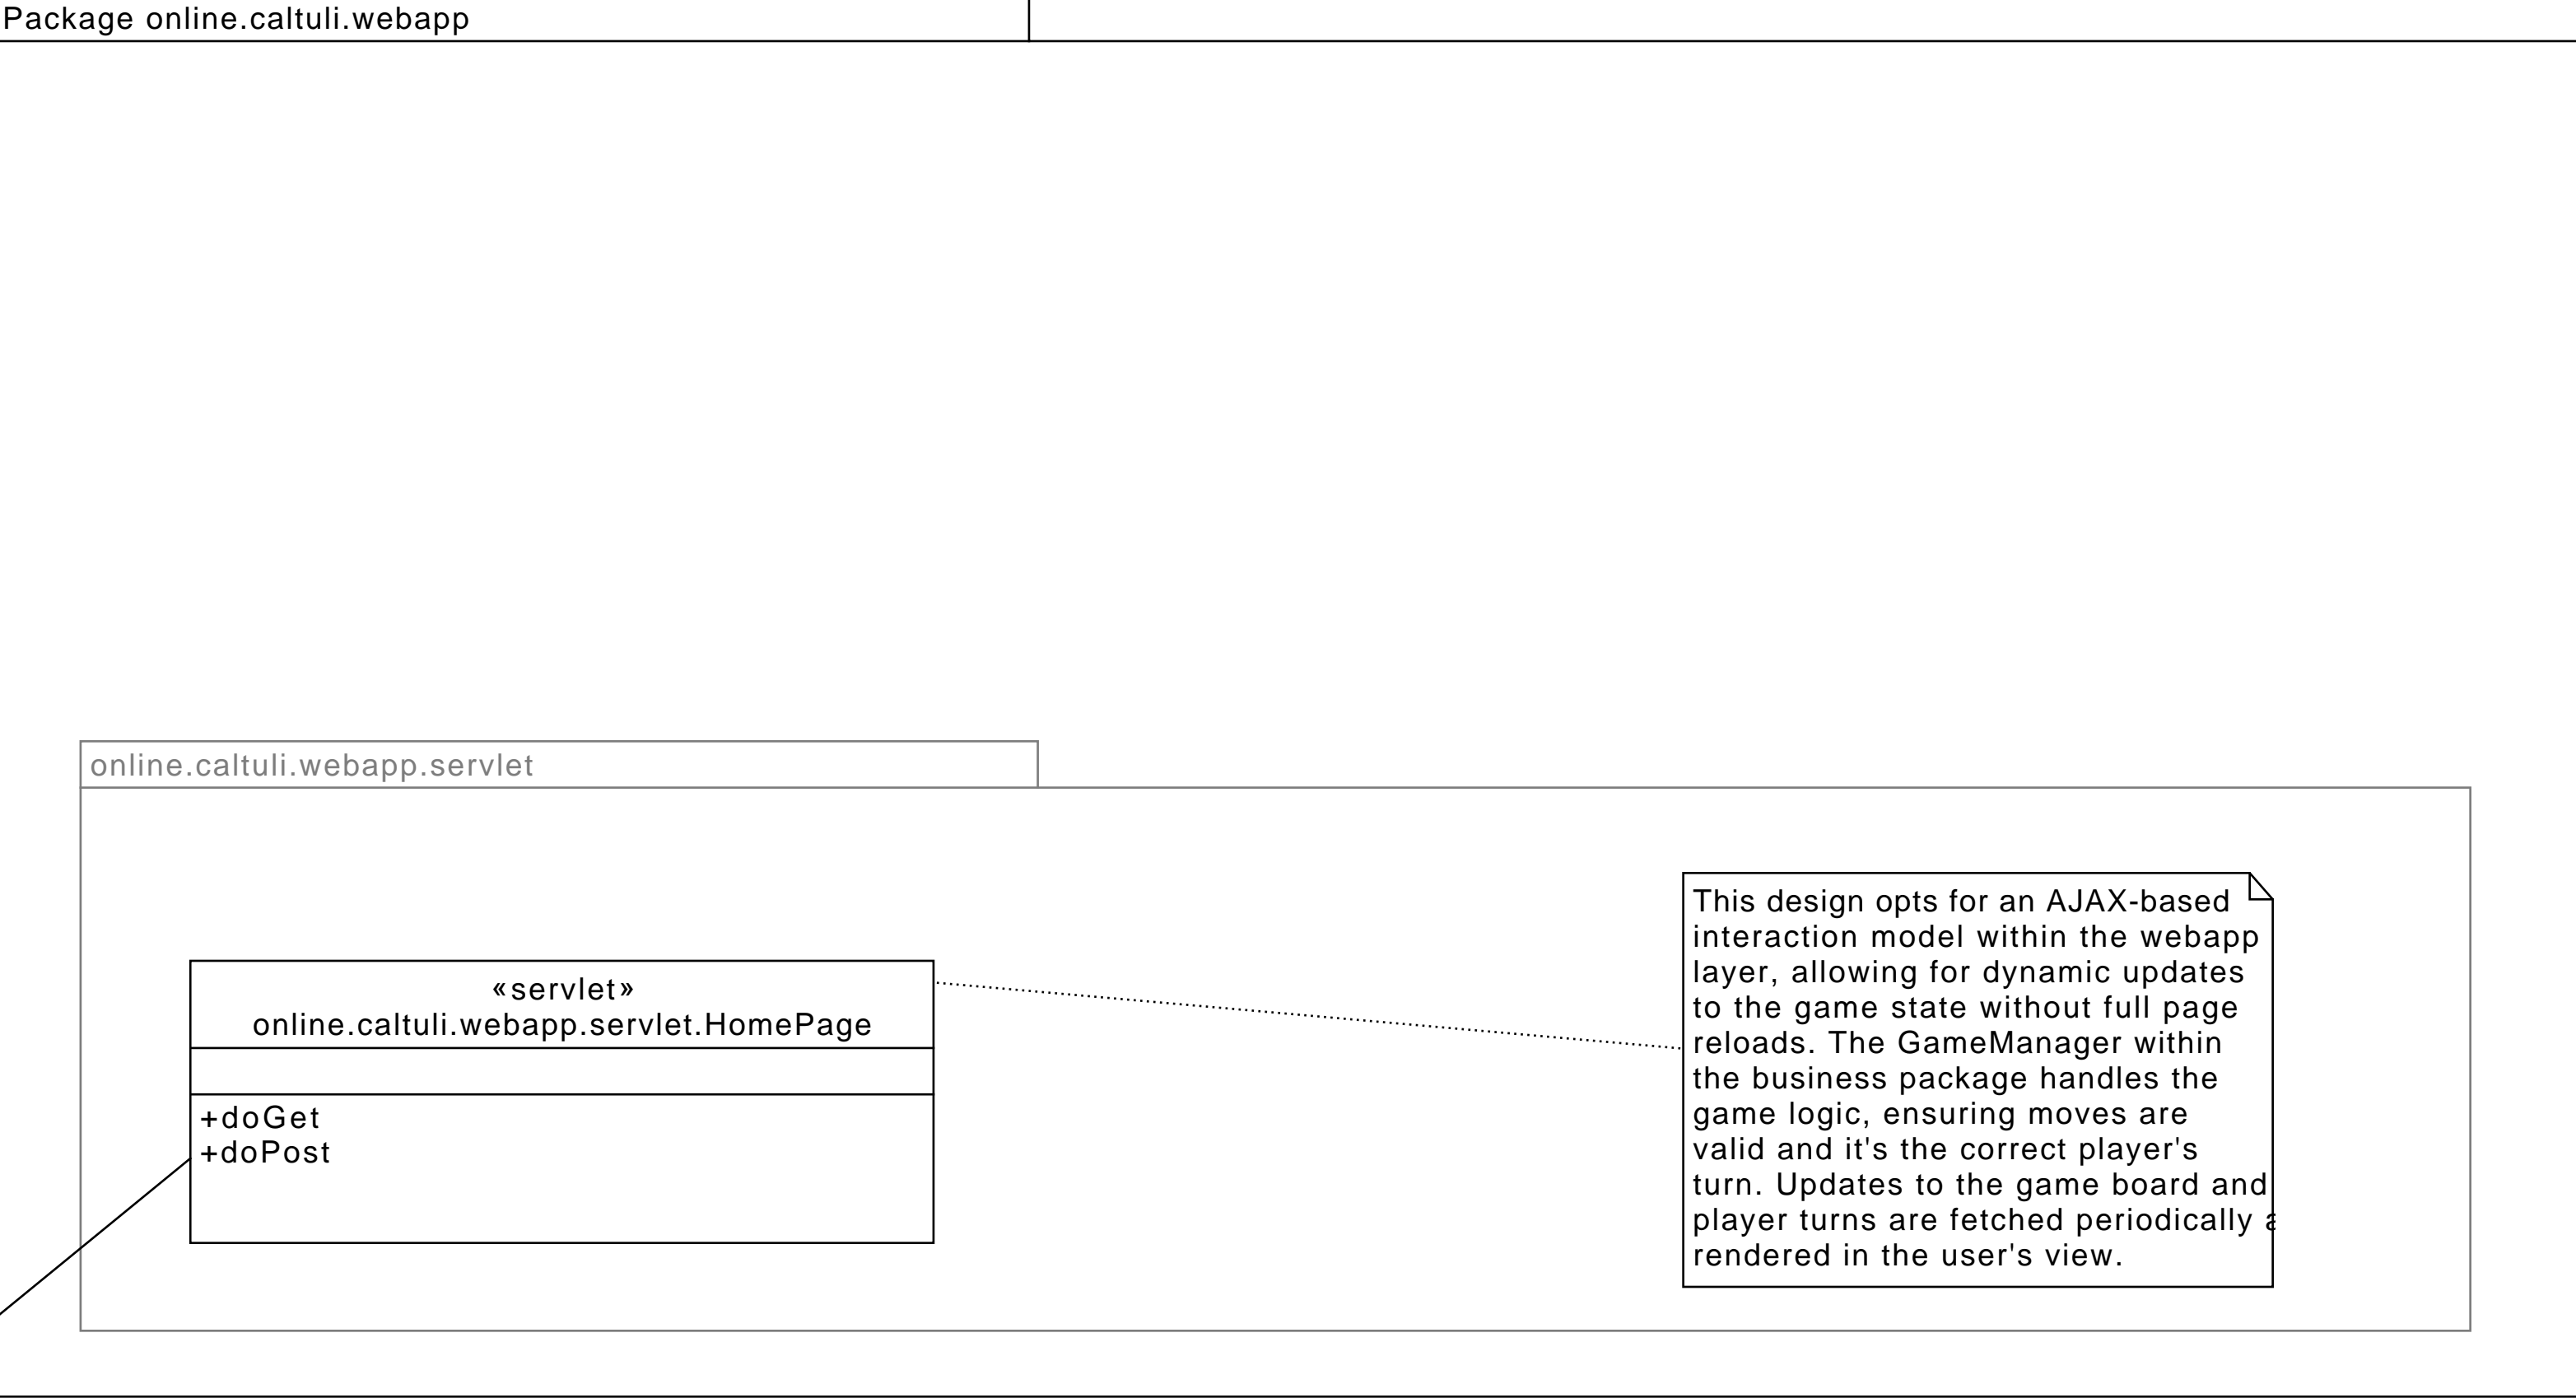 Package online.caltuli.webapp
online.caltuli.webapp.servlet
«servlet»
online.caltuli.webapp.servlet.HomePage
+doGet
+doPost
This design opts for an AJAX-based
interaction model within the webapp
layer, allowing for dynamic updates
to the game state without full page
reloads. The GameManager within
the business package handles the
game logic, ensuring moves are
valid and it's the correct player's
turn. Updates to the game board and
player turns are fetched periodically
rendered in the user's view.